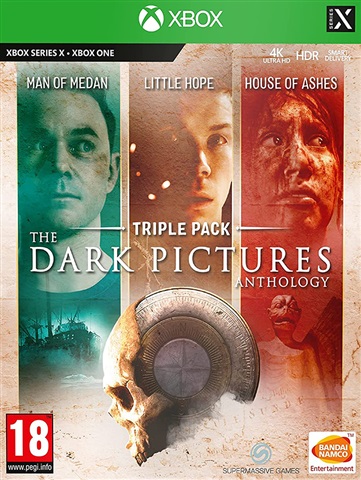 XBOX
SERIES X
XBOX SERIES X • XBOX ONE
4K
ULTRA HD
HDR
SMART
DELIVERY
MAN OF MEDAN
LITTLE HOPE
HOUSE OF ASHES
TRIPLE PACK
THE
DARK PICTURES
ANTHOLOGY
18
www.pegi.info
SUPERMASSIVE GAMES
BANDAI
NAMCO
Entertainment